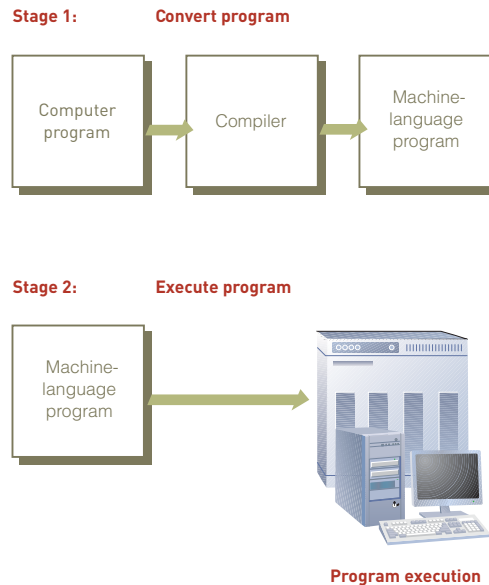 Stage 1: Convert program
Computer
program
Compiler
Machine-
language
program
Stage 2: Execute program
Machine-
language
program
Program execution